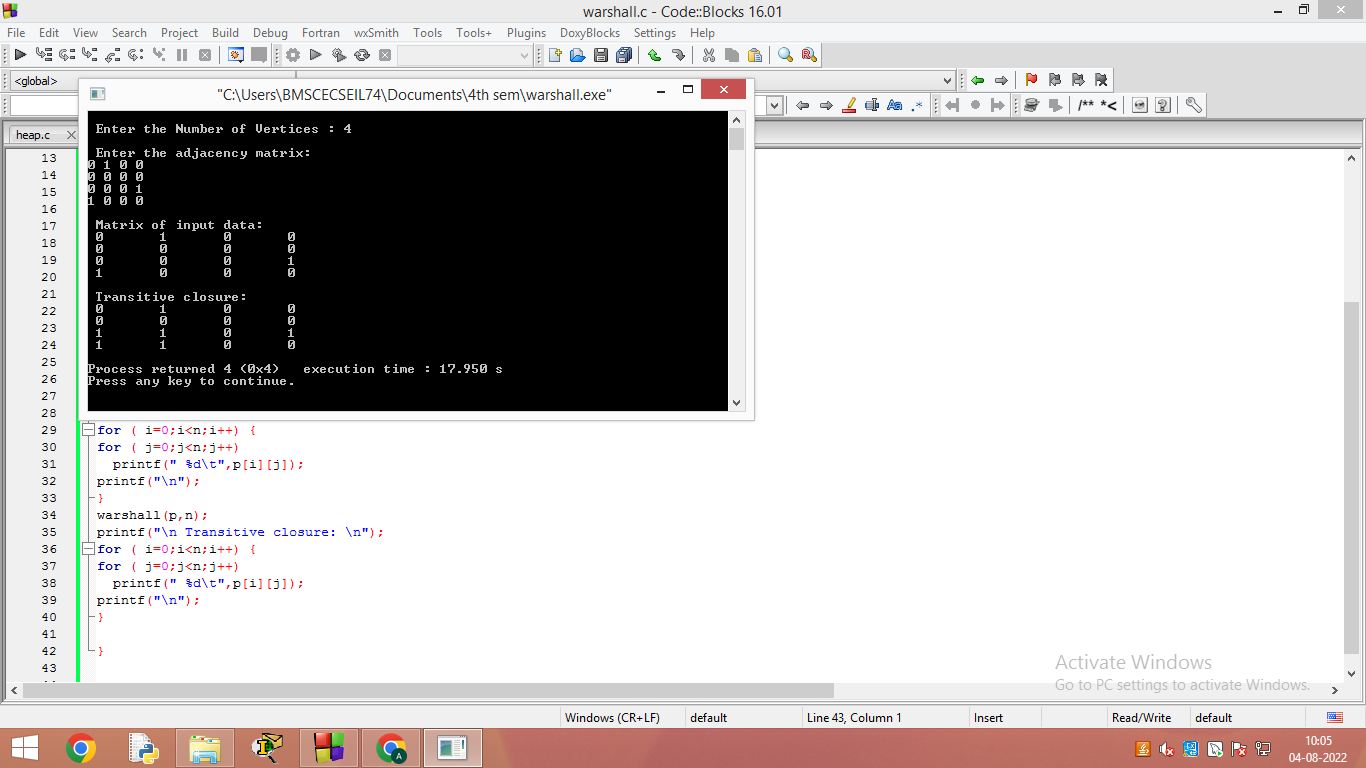 warshall.c - Code::Blocks 16.01
File Edit View Search Project Build Debug Fortran wxSmith Tools Tools+ Plugins DoxyBlocks Settings Help
<global>
"C:\Users\BMSCECSEIL74\Documents\4th sem\warshall.exe"
heap.c
Enter the Number of Vertices : 4
Enter the adjacency matrix:
0 1 0 0
0 0 0 0
0 0 0 1
1 0 0 0
Matrix of input data:
0 1 0 0
0 0 0 0
0 0 0 1
1 0 0 0
Transitive closure:
0 1 0 0
0 0 0 0
1 1 0 1
1 1 0 0
Process returned 4 (0x4)   execution time : 17.950 s
Press any key to continue.
13
14
15
16
17
18
19
20
21
22
23
24
25
26
27
28
29 for ( i=0;i<n;i++) {
30 for ( j=0;j<n;j++)
31 printf(" %d\t",p[i][j]);
32 printf("\n");
33 }
34 warshall(p,n);
35 printf("\n Transitive closure: \n");
36 for ( i=0;i<n;i++) {
37 for ( j=0;j<n;j++)
38 printf(" %d\t",p[i][j]);
39 printf("\n");
40 }
41
42 }
43
Activate Windows
Go to PC settings to activate Windows.
Windows (CR+LF) default Line 43, Column 1 Insert Read/Write default
10:05
04-08-2022